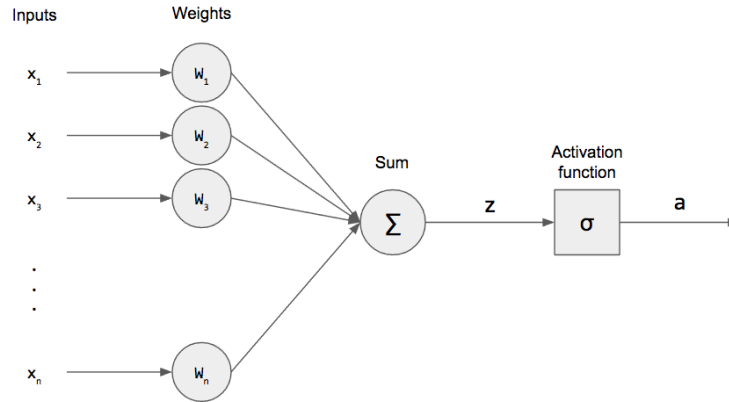 Inputs
Weights
x₁
W₁
x₂
W₂
x₃
W₃
Sum
Σ
z
Activation
function
σ
a
.
.
.
xₙ
Wₙ